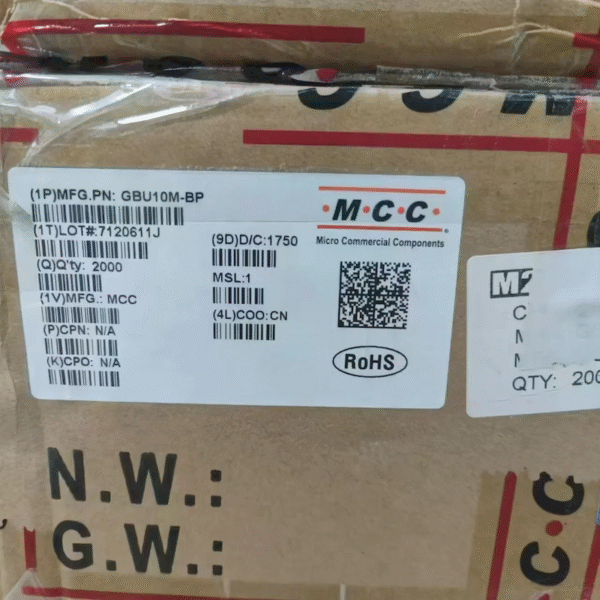 (1P)MFG.PN: GBU10M-BP
(1T)LOT#:7120611J
(Q)Q'ty: 2000
(1V)MFG.: MCC
(P)CPN: N/A
(K)CPO: N/A
(9D)D/C:1750
MSL:1
(4L)COO:CN
·M·C·C·
Micro Commercial Components
RoHS
QTY:
N.W.:
G.W.:
C·C